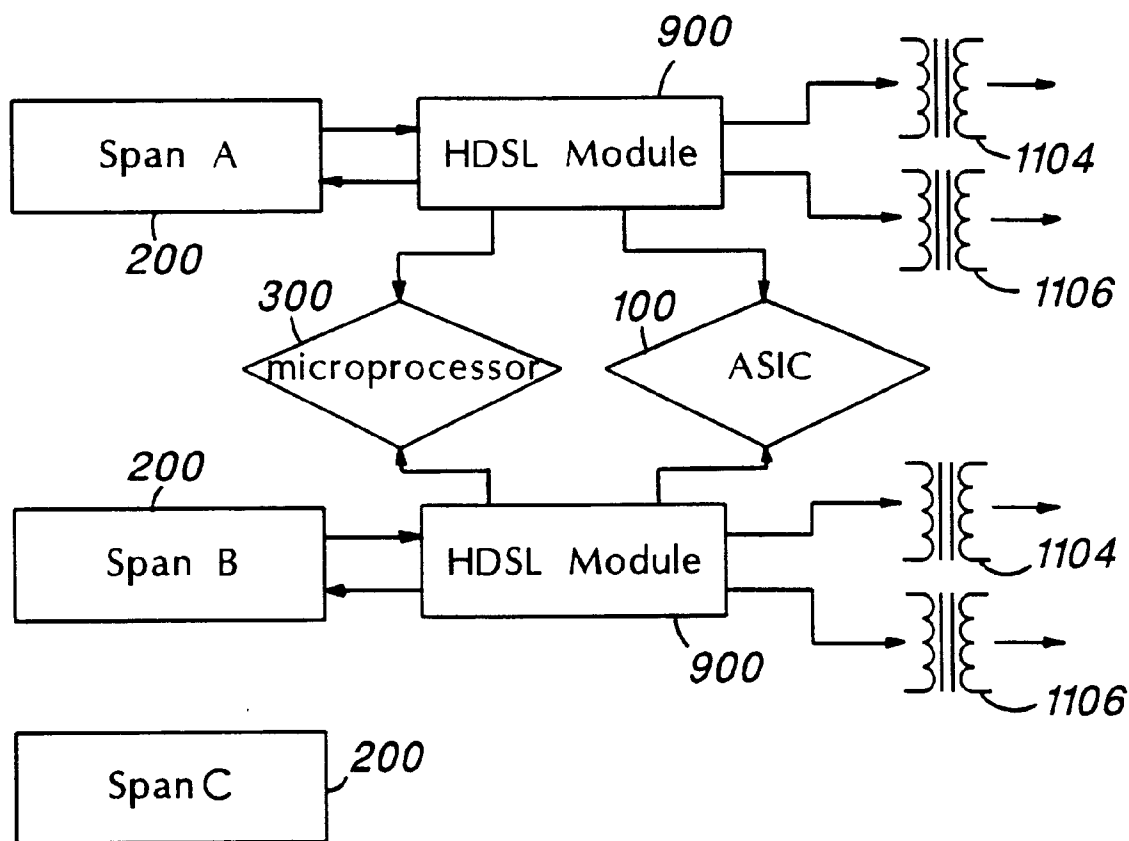 900
Span A
HDSL Module
1104
200
1106
300
100
microprocessor
ASIC
200
Span B
HDSL Module
1104
900
1106
Span C
200